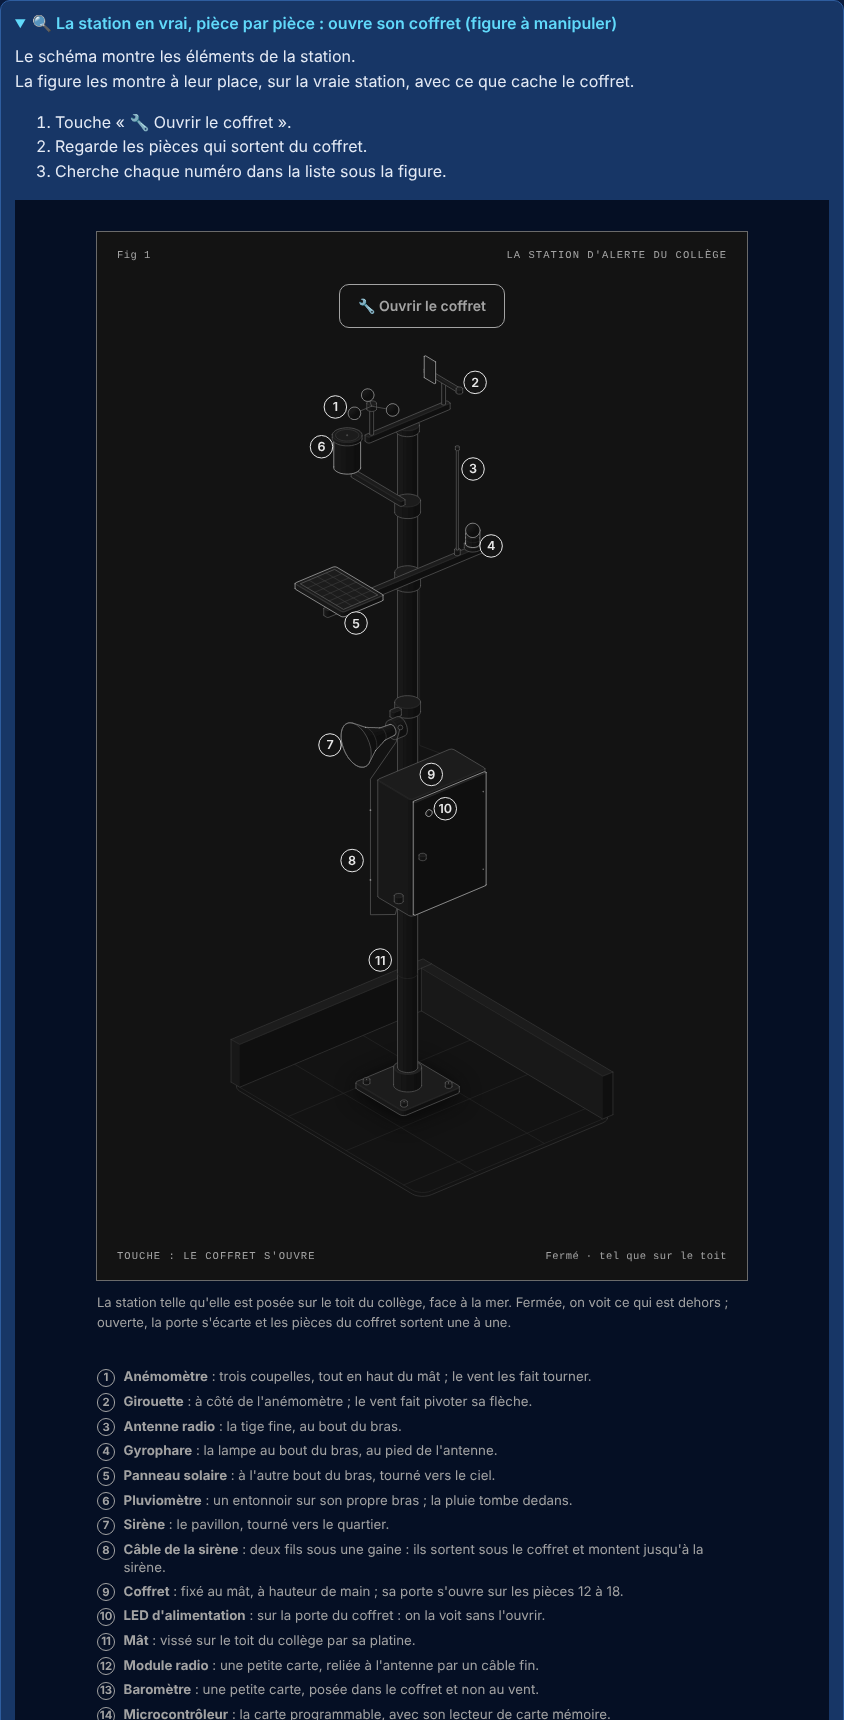 ▼ 🔍 La station en vrai, pièce par pièce : ouvre son coffret (figure à manipuler)
Le schéma montre les éléments de la station.
La figure les montre à leur place, sur la vraie station, avec ce que cache le coffret.
1. Touche « 🔧 Ouvrir le coffret ».
2. Regarde les pièces qui sortent du coffret.
3. Cherche chaque numéro dans la liste sous la figure.
Fig 1
LA STATION D'ALERTE DU COLLÈGE
🔧 Ouvrir le coffret
2
1
6
3
4
5
7
9
10
8
11
TOUCHE : LE COFFRET S'OUVRE
Fermé · tel que sur le toit
La station telle qu'elle est posée sur le toit du collège, face à la mer. Fermée, on voit ce qui est dehors ;
ouverte, la porte s'écarte et les pièces du coffret sortent une à une.
1 Anémomètre : trois coupelles, tout en haut du mât ; le vent les fait tourner.
2 Girouette : à côté de l'anémomètre ; le vent fait pivoter sa flèche.
3 Antenne radio : la tige fine, au bout du bras.
4 Gyrophare : la lampe au bout du bras, au pied de l'antenne.
5 Panneau solaire : à l'autre bout du bras, tourné vers le ciel.
6 Pluviomètre : un entonnoir sur son propre bras ; la pluie tombe dedans.
7 Sirène : le pavillon, tourné vers le quartier.
8 Câble de la sirène : deux fils sous une gaine : ils sortent sous le coffret et montent jusqu'à la
sirène.
9 Coffret : fixé au mât, à hauteur de main ; sa porte s'ouvre sur les pièces 12 à 18.
10 LED d'alimentation : sur la porte du coffret : on la voit sans l'ouvrir.
11 Mât : vissé sur le toit du collège par sa platine.
12 Module radio : une petite carte, reliée à l'antenne par un câble fin.
13 Baromètre : une petite carte, posée dans le coffret et non au vent.
14 Microcontrôleur : la carte programmable, avec son lecteur de carte mémoire.